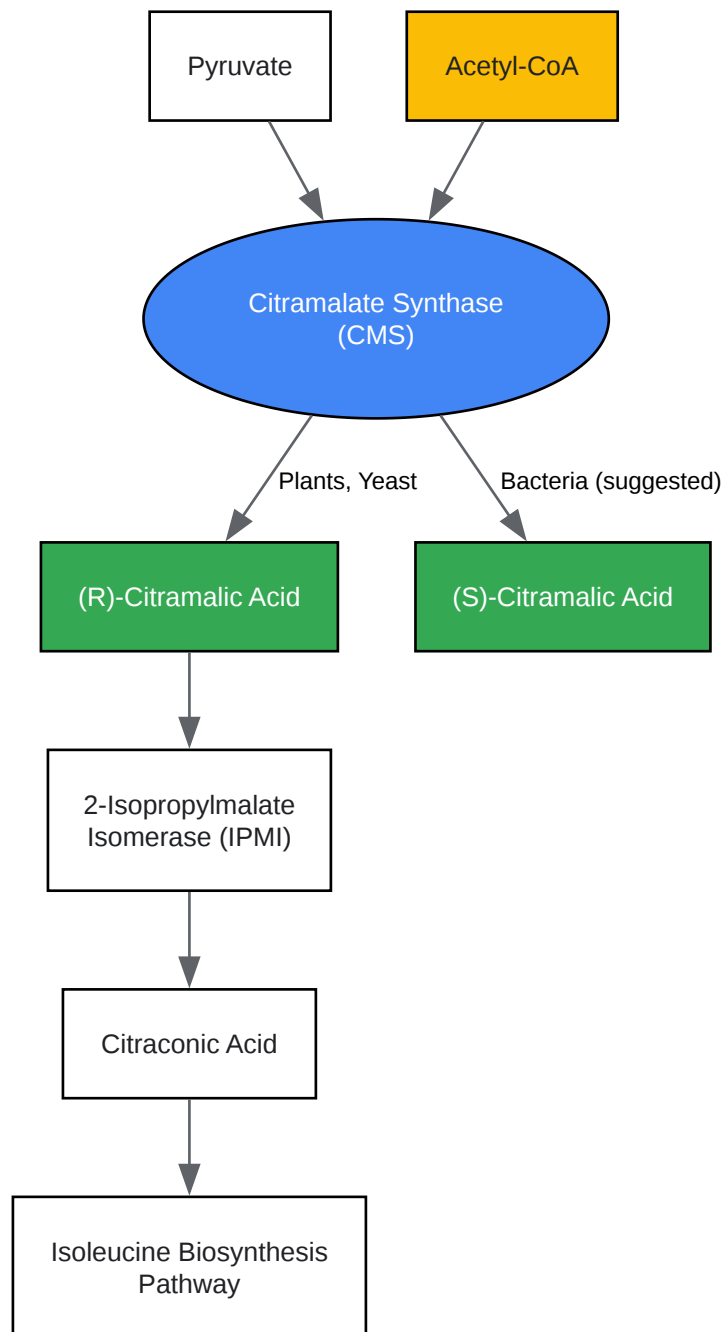 Pyruvate
Acetyl-CoA
Citramalate Synthase
(CMS)
Plants, Yeast
Bacteria (suggested)
(R)-Citramalic Acid
(S)-Citramalic Acid
2-Isopropylmalate
Isomerase (IPMI)
Citraconic Acid
Isoleucine Biosynthesis
Pathway